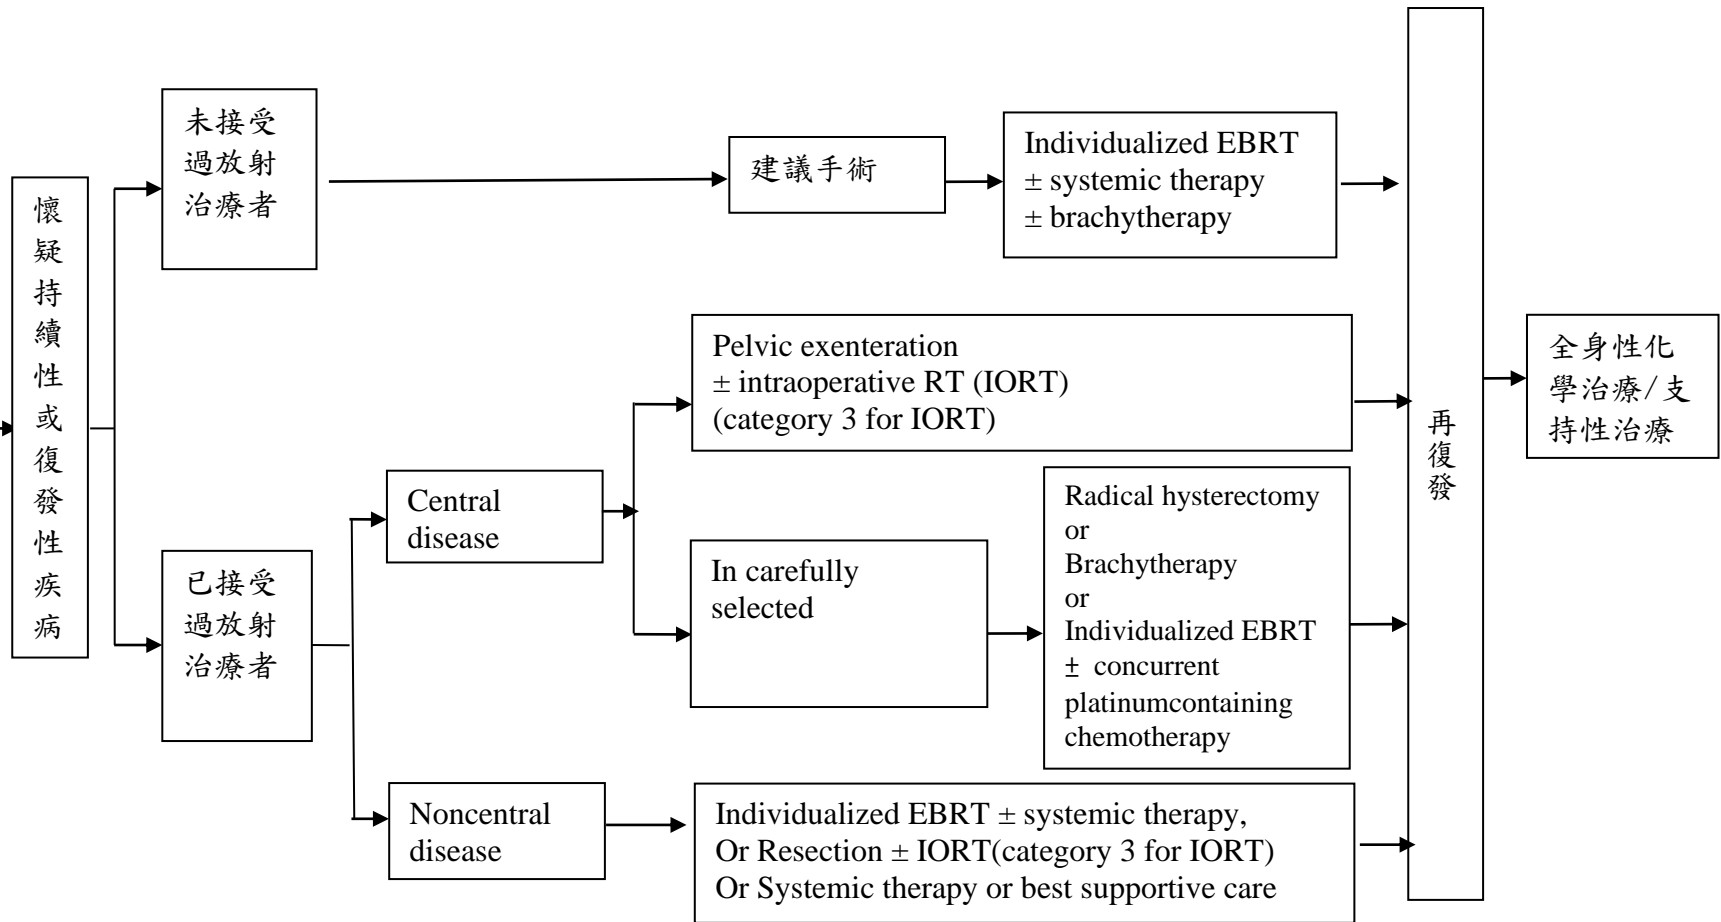 懷疑持續性或復發性疾病
未接受
過放射
治療者
建議手術
Individualized EBRT
± systemic therapy
± brachytherapy
已接受
過放射
治療者
Central
disease
Pelvic exenteration
± intraoperative RT (IORT)
(category 3 for IORT)
In carefully
selected
Radical hysterectomy
or
Brachytherapy
or
Individualized EBRT
± concurrent
platinumcontaining
chemotherapy
Noncentral
disease
Individualized EBRT ± systemic therapy,
Or Resection ± IORT(category 3 for IORT)
Or Systemic therapy or best supportive care
再復發
全身性化
學治療/支
持性治療